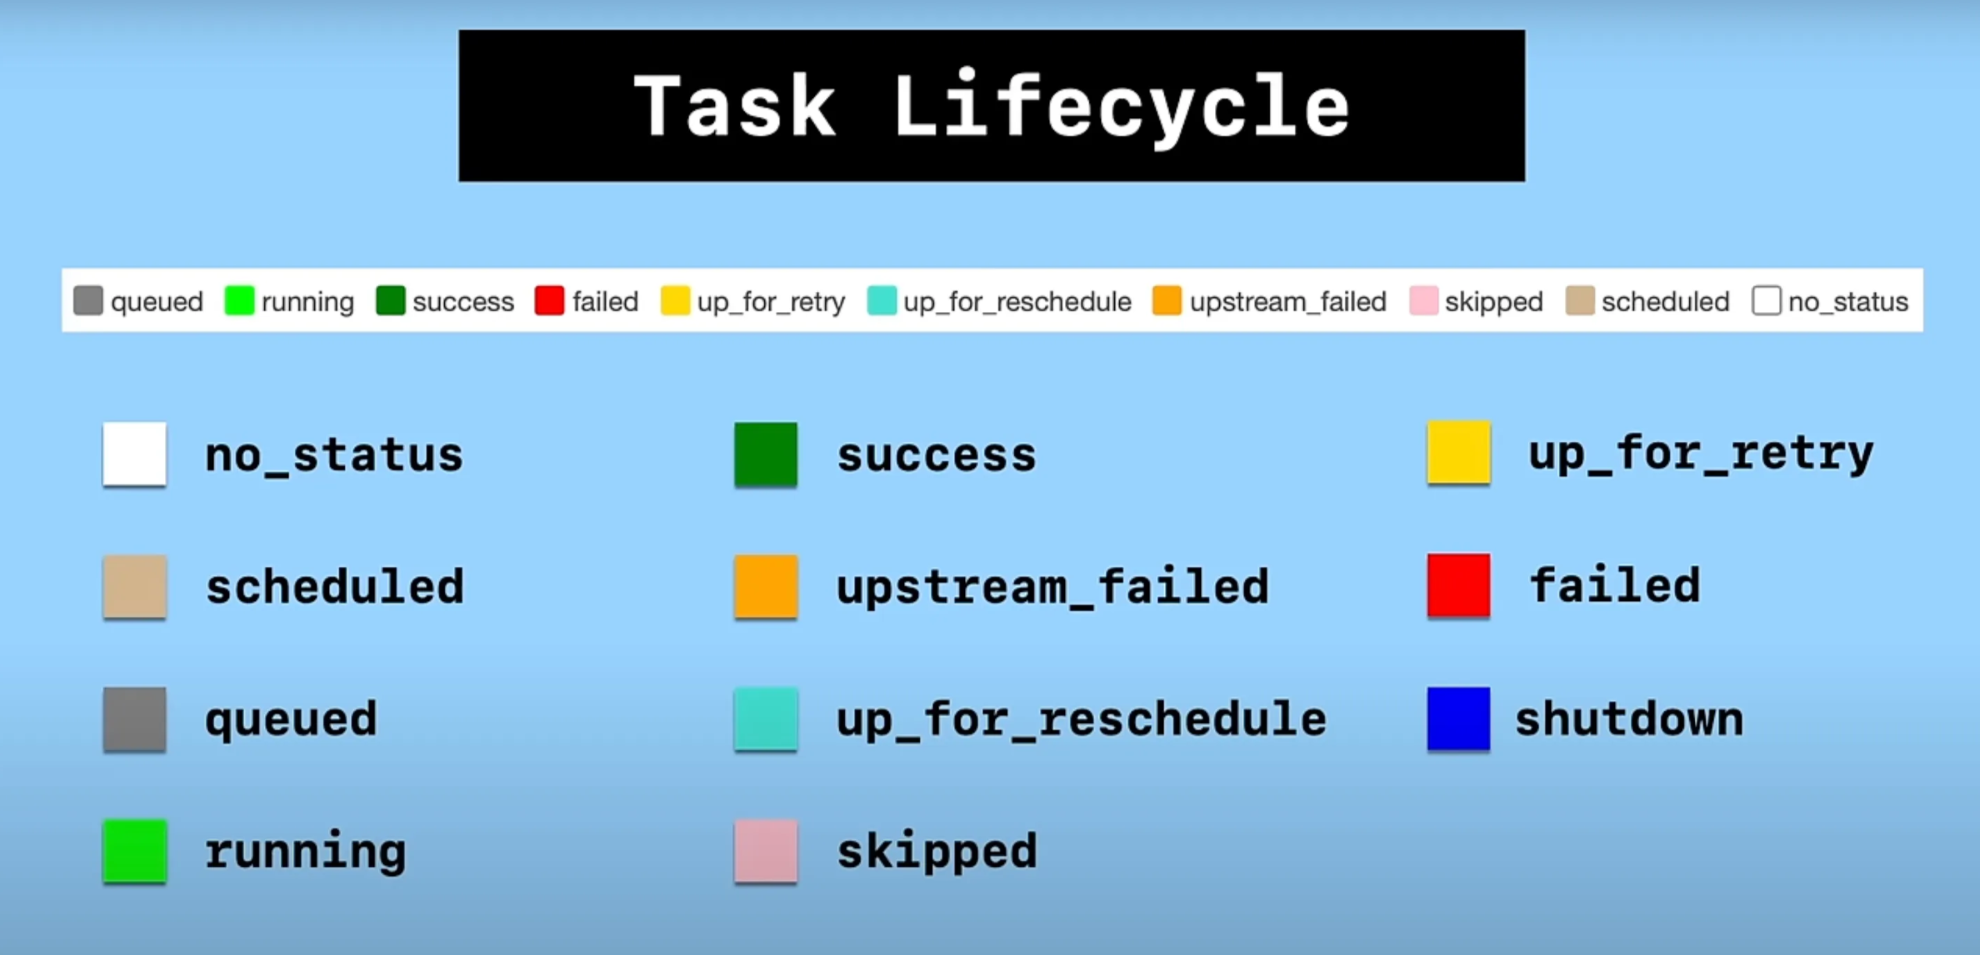 Task Lifecycle
queued running success failed up_for_retry up_for_reschedule upstream_failed skipped scheduled no_status
no_status success up_for_retry
scheduled upstream_failed failed
queued up_for_reschedule shutdown
running skipped